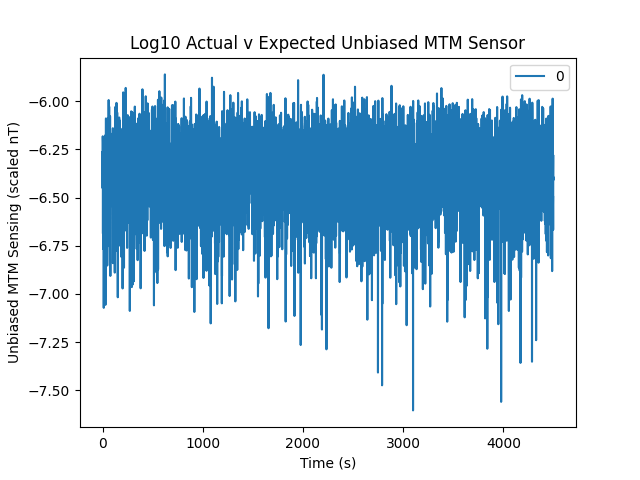 Log10 Actual v Expected Unbiased MTM Sensor
0
Unbiased MTM Sensing (scaled nT)
−6.00
−6.25
−6.50
−6.75
−7.00
−7.25
−7.50
0 1000 2000 3000 4000
Time (s)